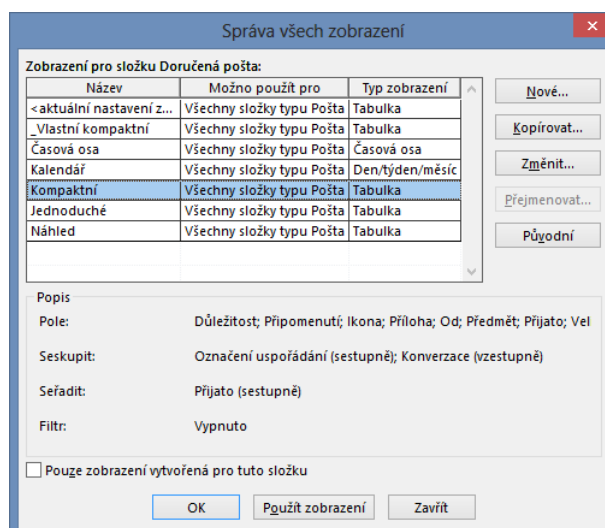 Správa všech zobrazení
Zobrazení pro složku Doručená pošta:
Název Možno použít pro Typ zobrazení
<aktuální nastavení z... Všechny složky typu Pošta Tabulka
_Vlastní kompaktní Všechny složky typu Pošta Tabulka
Časová osa Všechny složky typu Pošta Časová osa
Kalendář Všechny složky typu Pošta Den/týden/měsíc
Kompaktní Všechny složky typu Pošta Tabulka
Jednoduché Všechny složky typu Pošta Tabulka
Náhled Všechny složky typu Pošta Tabulka
Nové...
Kopírovat...
Změnit...
Přejmenovat...
Původní
Popis
Pole: Důležitost; Připomenutí; Ikona; Příloha; Od; Předmět; Přijato; Vel
Seskupit: Označení uspořádání (sestupně); Konverzace (vzestupně)
Seřadit: Přijato (sestupně)
Filtr: Vypnuto
Pouze zobrazení vytvořená pro tuto složku
OK Použít zobrazení Zavřít